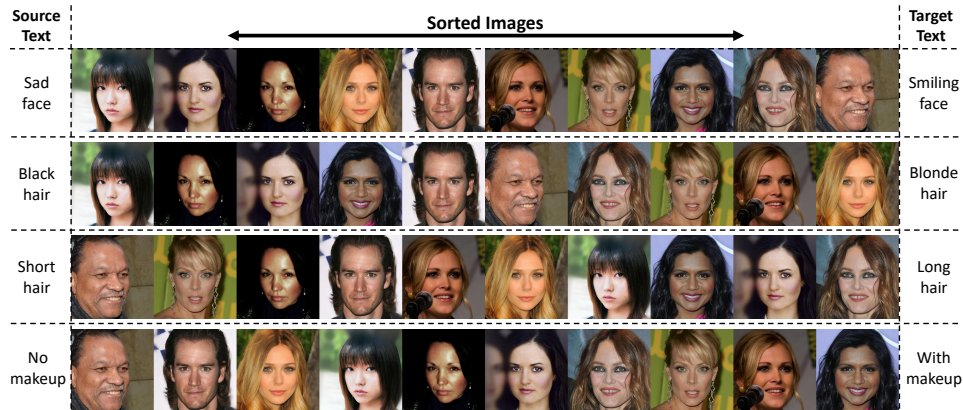 Source
Text
Sorted Images
Target
Text
Sad
face
Smiling
face
Black
hair
Blonde
hair
Short
hair
Long
hair
No
makeup
With
makeup